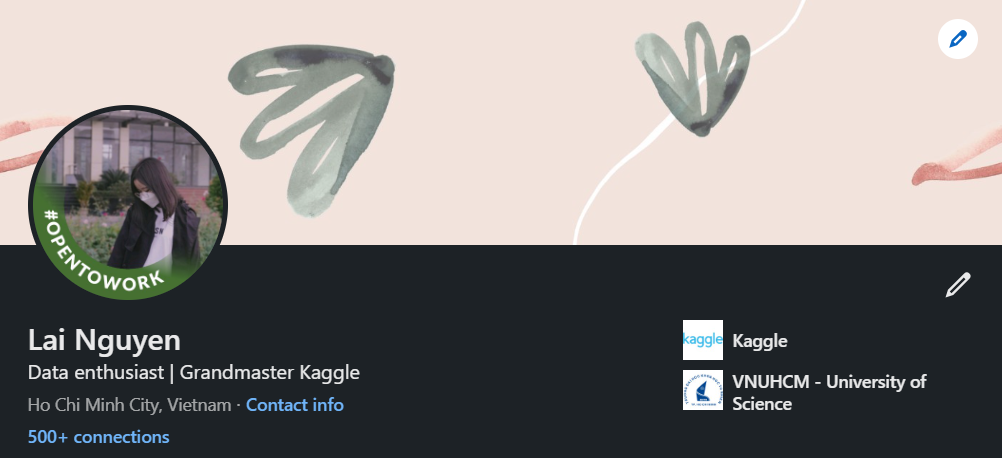 #OPENTOWORK
Lai Nguyen
Data enthusiast | Grandmaster Kaggle
Ho Chi Minh City, Vietnam · Contact info
500+ connections
kaggle
Kaggle
VNUHCM - University of
Science